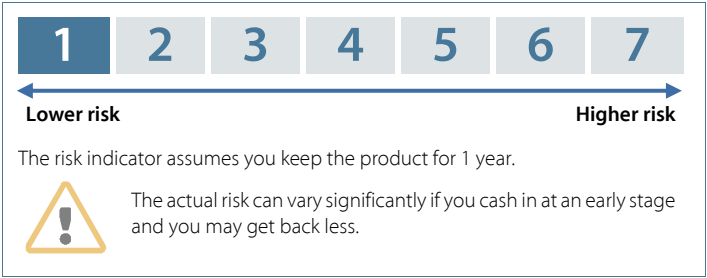 1 2 3 4 5 6 7
Lower risk Higher risk
The risk indicator assumes you keep the product for 1 year.
The actual risk can vary significantly if you cash in at an early stage
and you may get back less.